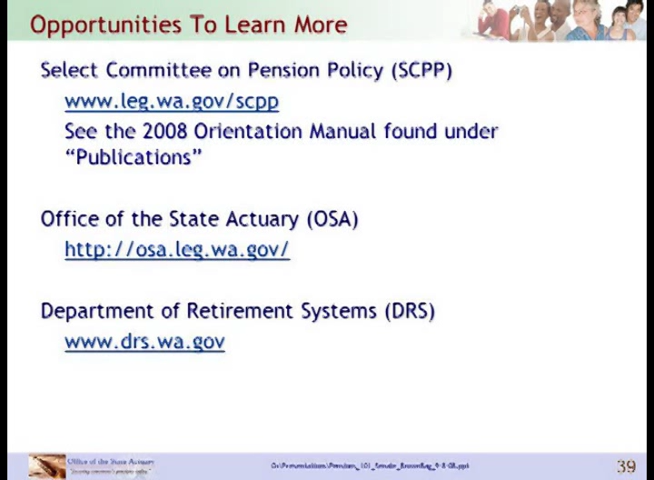 Opportunities To Learn More
Select Committee on Pension Policy (SCPP)
www.leg.wa.gov/scpp
See the 2008 Orientation Manual found under
“Publications”
Office of the State Actuary (OSA)
http://osa.leg.wa.gov/
Department of Retirement Systems (DRS)
www.drs.wa.gov
Office of the State Actuary
39